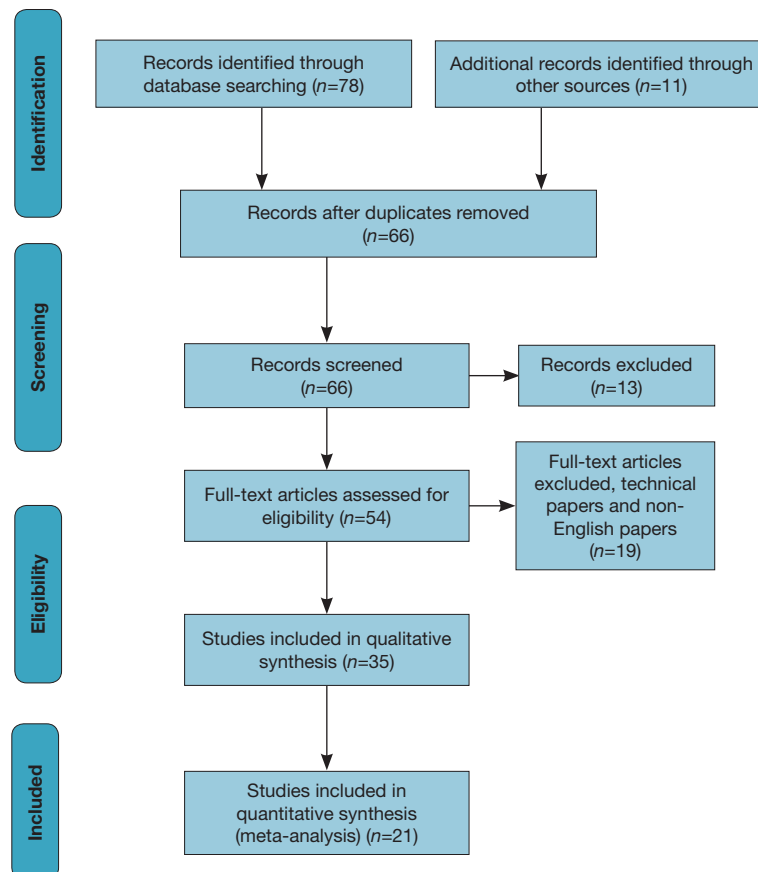 Identification
Records identified through
database searching (n=78)
Additional records identified through
other sources (n=11)
Records after duplicates removed
(n=66)
Screening
Records screened
(n=66)
Records excluded
(n=13)
Eligibility
Full-text articles assessed for
eligibility (n=54)
Full-text articles
excluded, technical
papers and non-
English papers
(n=19)
Studies included in qualitative
synthesis (n=35)
Included
Studies included in
quantitative synthesis
(meta-analysis) (n=21)